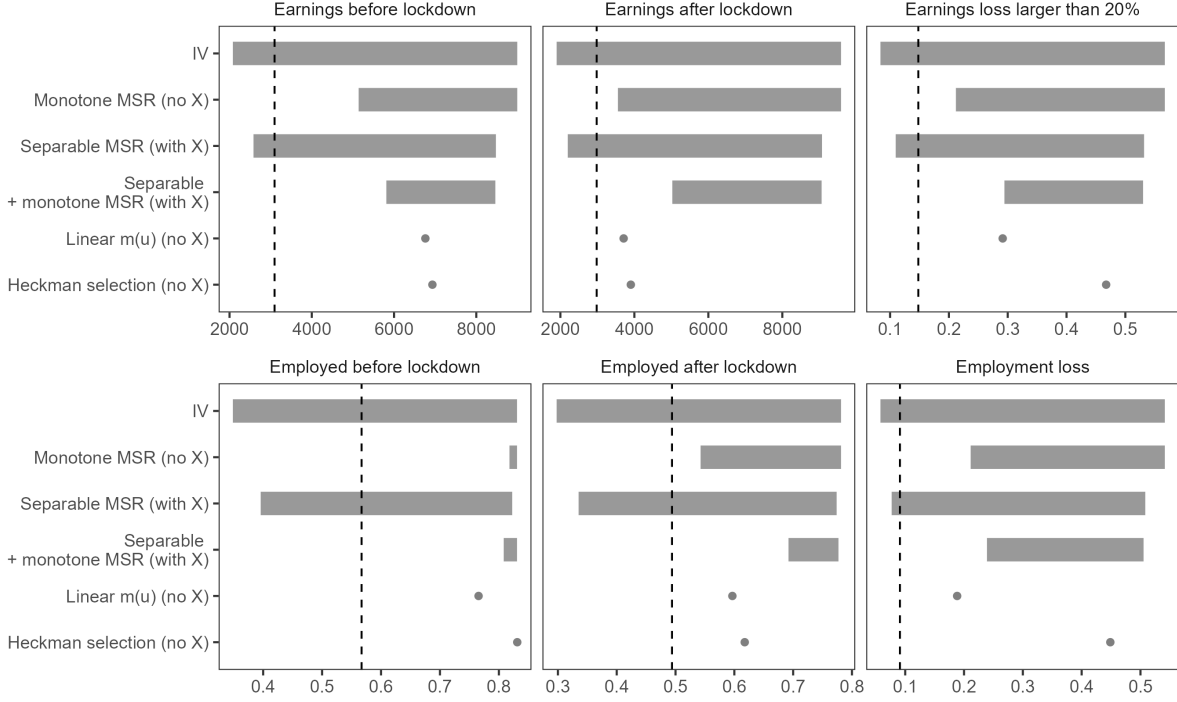 Earnings before lockdown
Earnings after lockdown
Earnings loss larger than 20%
IV
Monotone MSR (no X)
Separable MSR (with X)
Separable
+ monotone MSR (with X)
Linear m(u) (no X)
Heckman selection (no X)
2000 4000 6000 8000
2000 4000 6000 8000
0.1 0.2 0.3 0.4 0.5
Employed before lockdown
Employed after lockdown
Employment loss
IV
Monotone MSR (no X)
Separable MSR (with X)
Separable
+ monotone MSR (with X)
Linear m(u) (no X)
Heckman selection (no X)
0.4 0.5 0.6 0.7 0.8
0.3 0.4 0.5 0.6 0.7 0.8
0.1 0.2 0.3 0.4 0.5